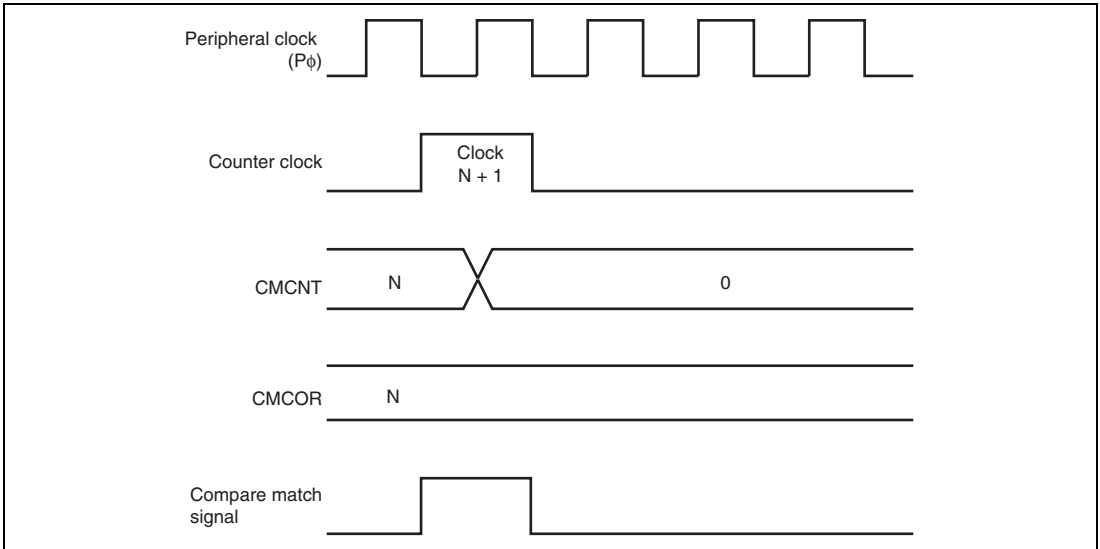 Peripheral clock
(Pϕ)
Counter clock
Clock
N + 1
CMCNT
N
0
CMCOR
N
Compare match
signal